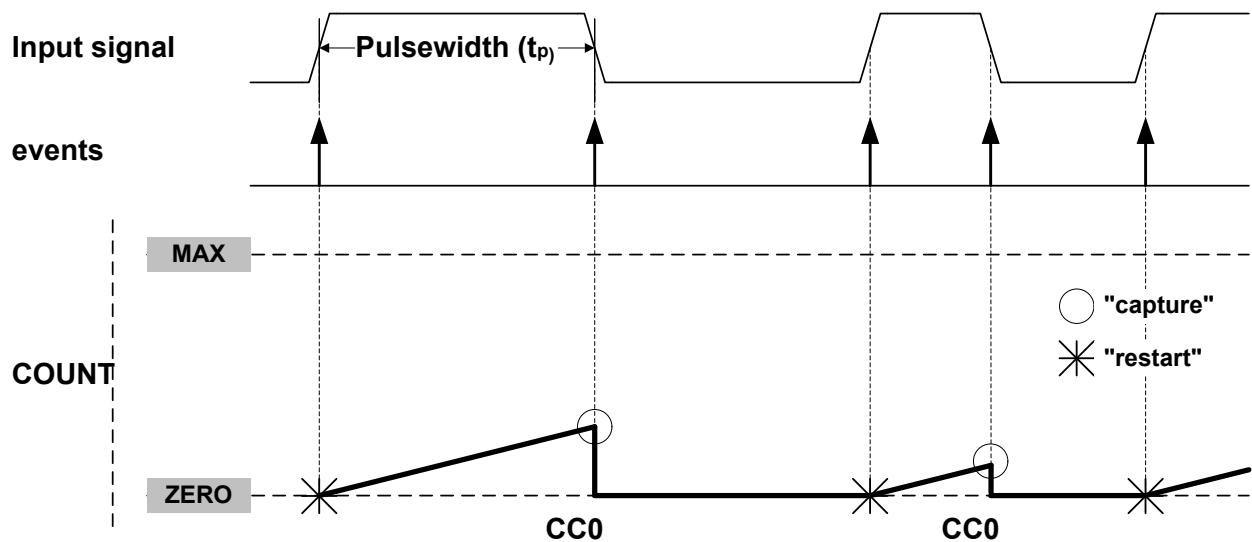 Input signal
Pulsewidth (tp)
events
MAX
"capture"
"restart"
COUNT
ZERO
CC0
CC0